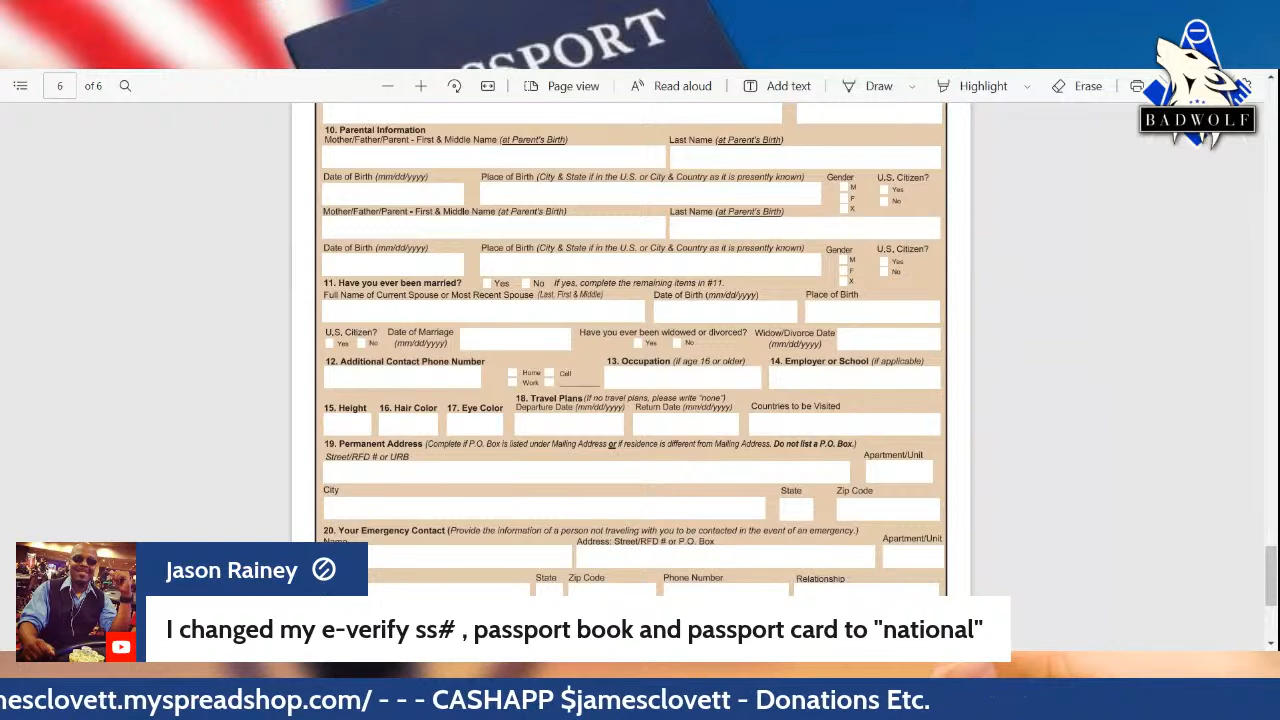 PASSPORT
BADWOLF
6 of 6
Page view
Read aloud
Add text
Draw
Highlight
Erase
10. Parental Information
Mother/Father/Parent - First & Middle Name (at Parent's Birth) Last Name (at Parent's Birth)
Date of Birth (mm/dd/yyyy) Place of Birth (City & State if in the U.S. or City & Country as it is presently known) Gender U.S. Citizen?
M Yes
F No
X
Mother/Father/Parent - First & Middle Name (at Parent's Birth) Last Name (at Parent's Birth)
Date of Birth (mm/dd/yyyy) Place of Birth (City & State if in the U.S. or City & Country as it is presently known) Gender U.S. Citizen?
M Yes
F No
X
11. Have you ever been married? Yes No If yes, complete the remaining items in #11.
Full Name of Current Spouse or Most Recent Spouse (Last, First & Middle) Date of Birth (mm/dd/yyyy) Place of Birth
U.S. Citizen? Date of Marriage Have you ever been widowed or divorced? Widow/Divorce Date
Yes No (mm/dd/yyyy) Yes No (mm/dd/yyyy)
12. Additional Contact Phone Number 13. Occupation (if age 16 or older) 14. Employer or School (if applicable)
Home Cell
Work
18. Travel Plans (If no travel plans, please write "none")
15. Height 16. Hair Color 17. Eye Color Departure Date (mm/dd/yyyy) Return Date (mm/dd/yyyy) Countries to be Visited
19. Permanent Address (Complete if P.O. Box is listed under Mailing Address or if residence is different from Mailing Address. Do not list a P.O. Box.)
Street/RFD # or URB Apartment/Unit
City State Zip Code
20. Your Emergency Contact (Provide the information of a person not traveling with you to be contacted in the event of an emergency.)
Name Address: Street/RFD # or P.O. Box Apartment/Unit
State Zip Code Phone Number Relationship
Jason Rainey
I changed my e-verify ss# , passport book and passport card to "national"
mesclovett.myspreadshop.com/ - - - CASHAPP $jamesclovett - Donations Etc.